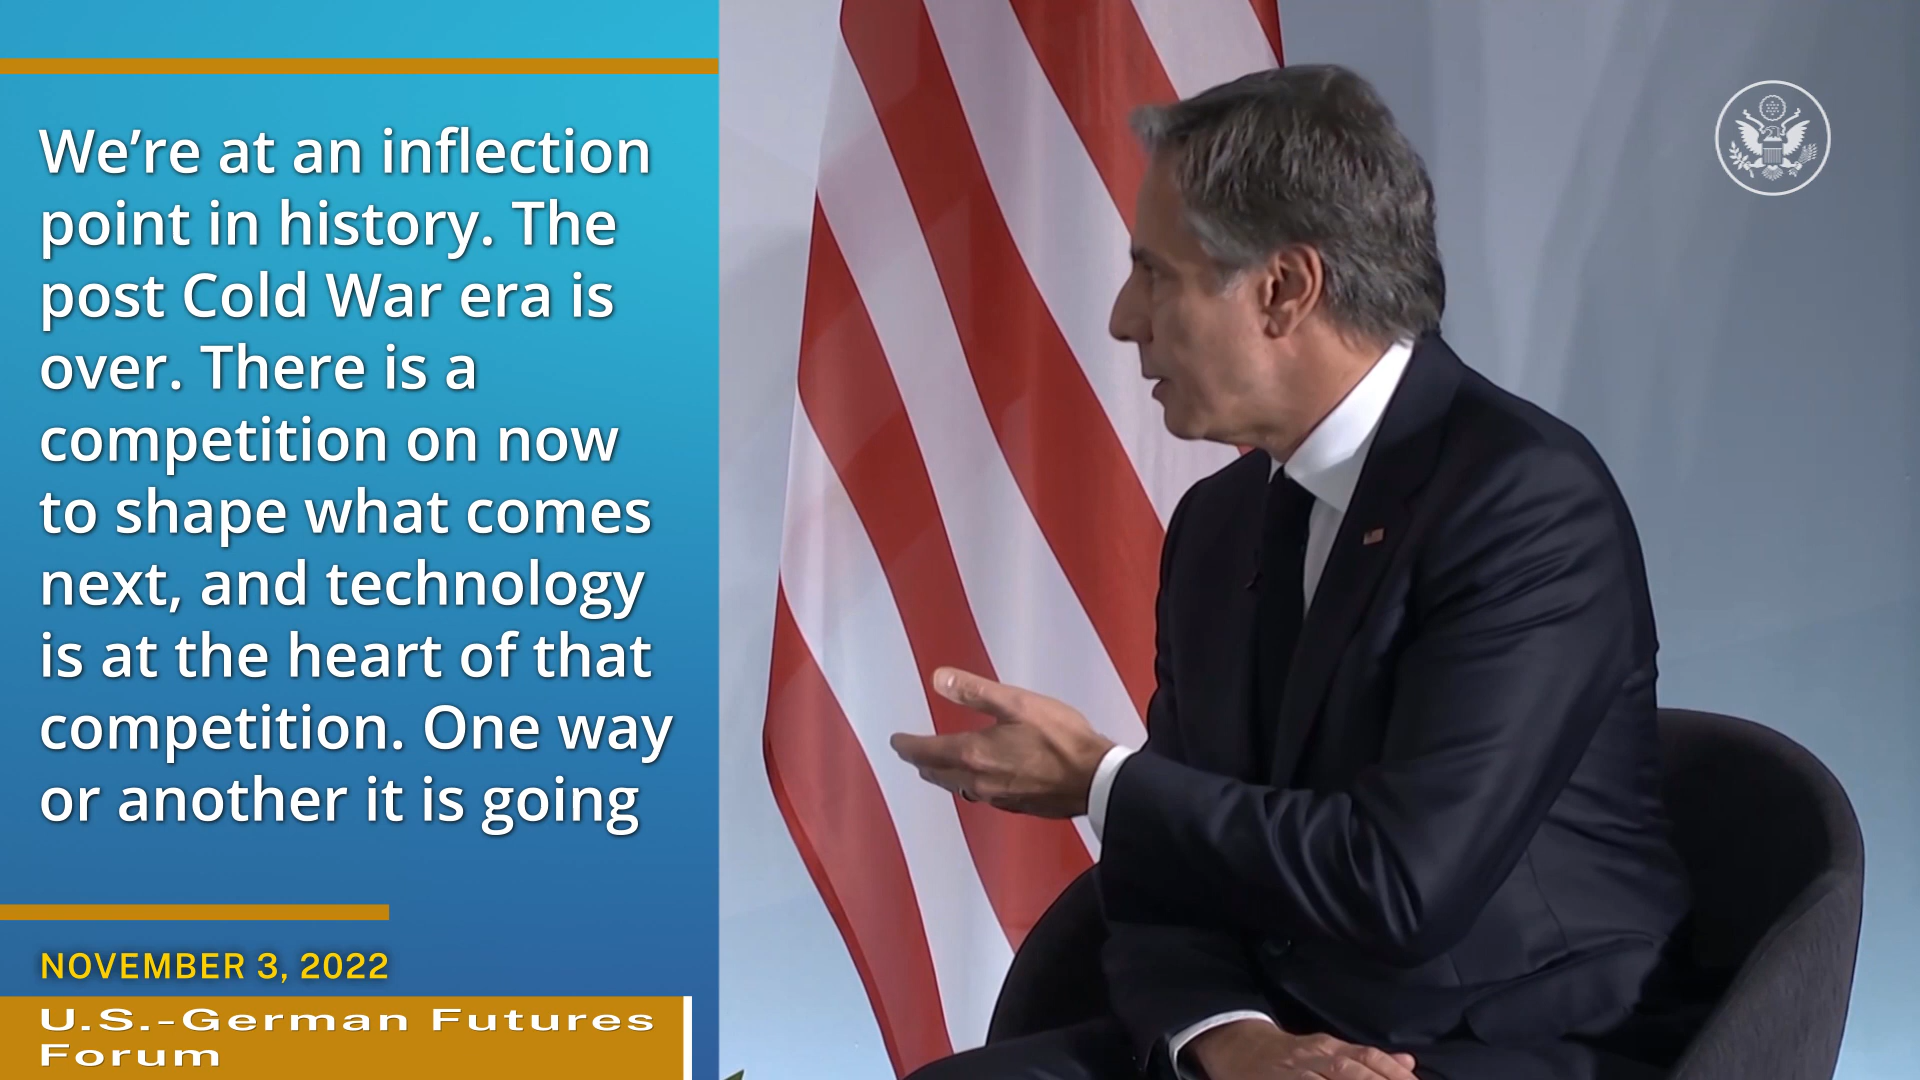 We’re at an inflection
point in history. The
post Cold War era is
over. There is a
competition on now
to shape what comes
next, and technology
is at the heart of that
competition. One way
or another it is going
NOVEMBER 3, 2022
U.S.-German Futures
Forum